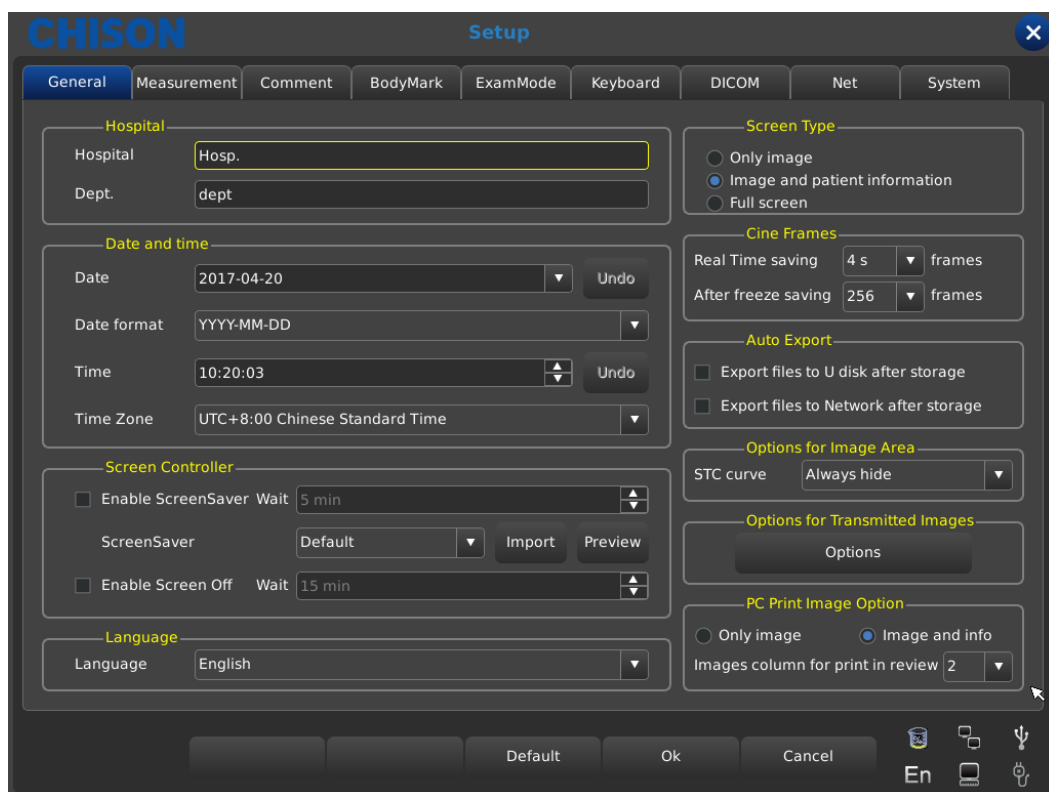 CHISON
Setup
General Measurement Comment BodyMark ExamMode Keyboard DICOM Net System
Hospital
Hospital Hosp.
Dept. dept
Date and time
Date 2017-04-20 Undo
Date format YYYY-MM-DD
Time 10:20:03 Undo
Time Zone UTC+8:00 Chinese Standard Time
Screen Controller
Enable ScreenSaver Wait 5 min
ScreenSaver Default Import Preview
Enable Screen Off Wait 15 min
Language
Language English
Screen Type
Only image
Image and patient information
Full screen
Cine Frames
Real Time saving 4 s frames
After freeze saving 256 frames
Auto Export
Export files to U disk after storage
Export files to Network after storage
Options for Image Area
STC curve Always hide
Options for Transmitted Images
Options
PC Print Image Option
Only image Image and info
Images column for print in review 2
Default Ok Cancel
En